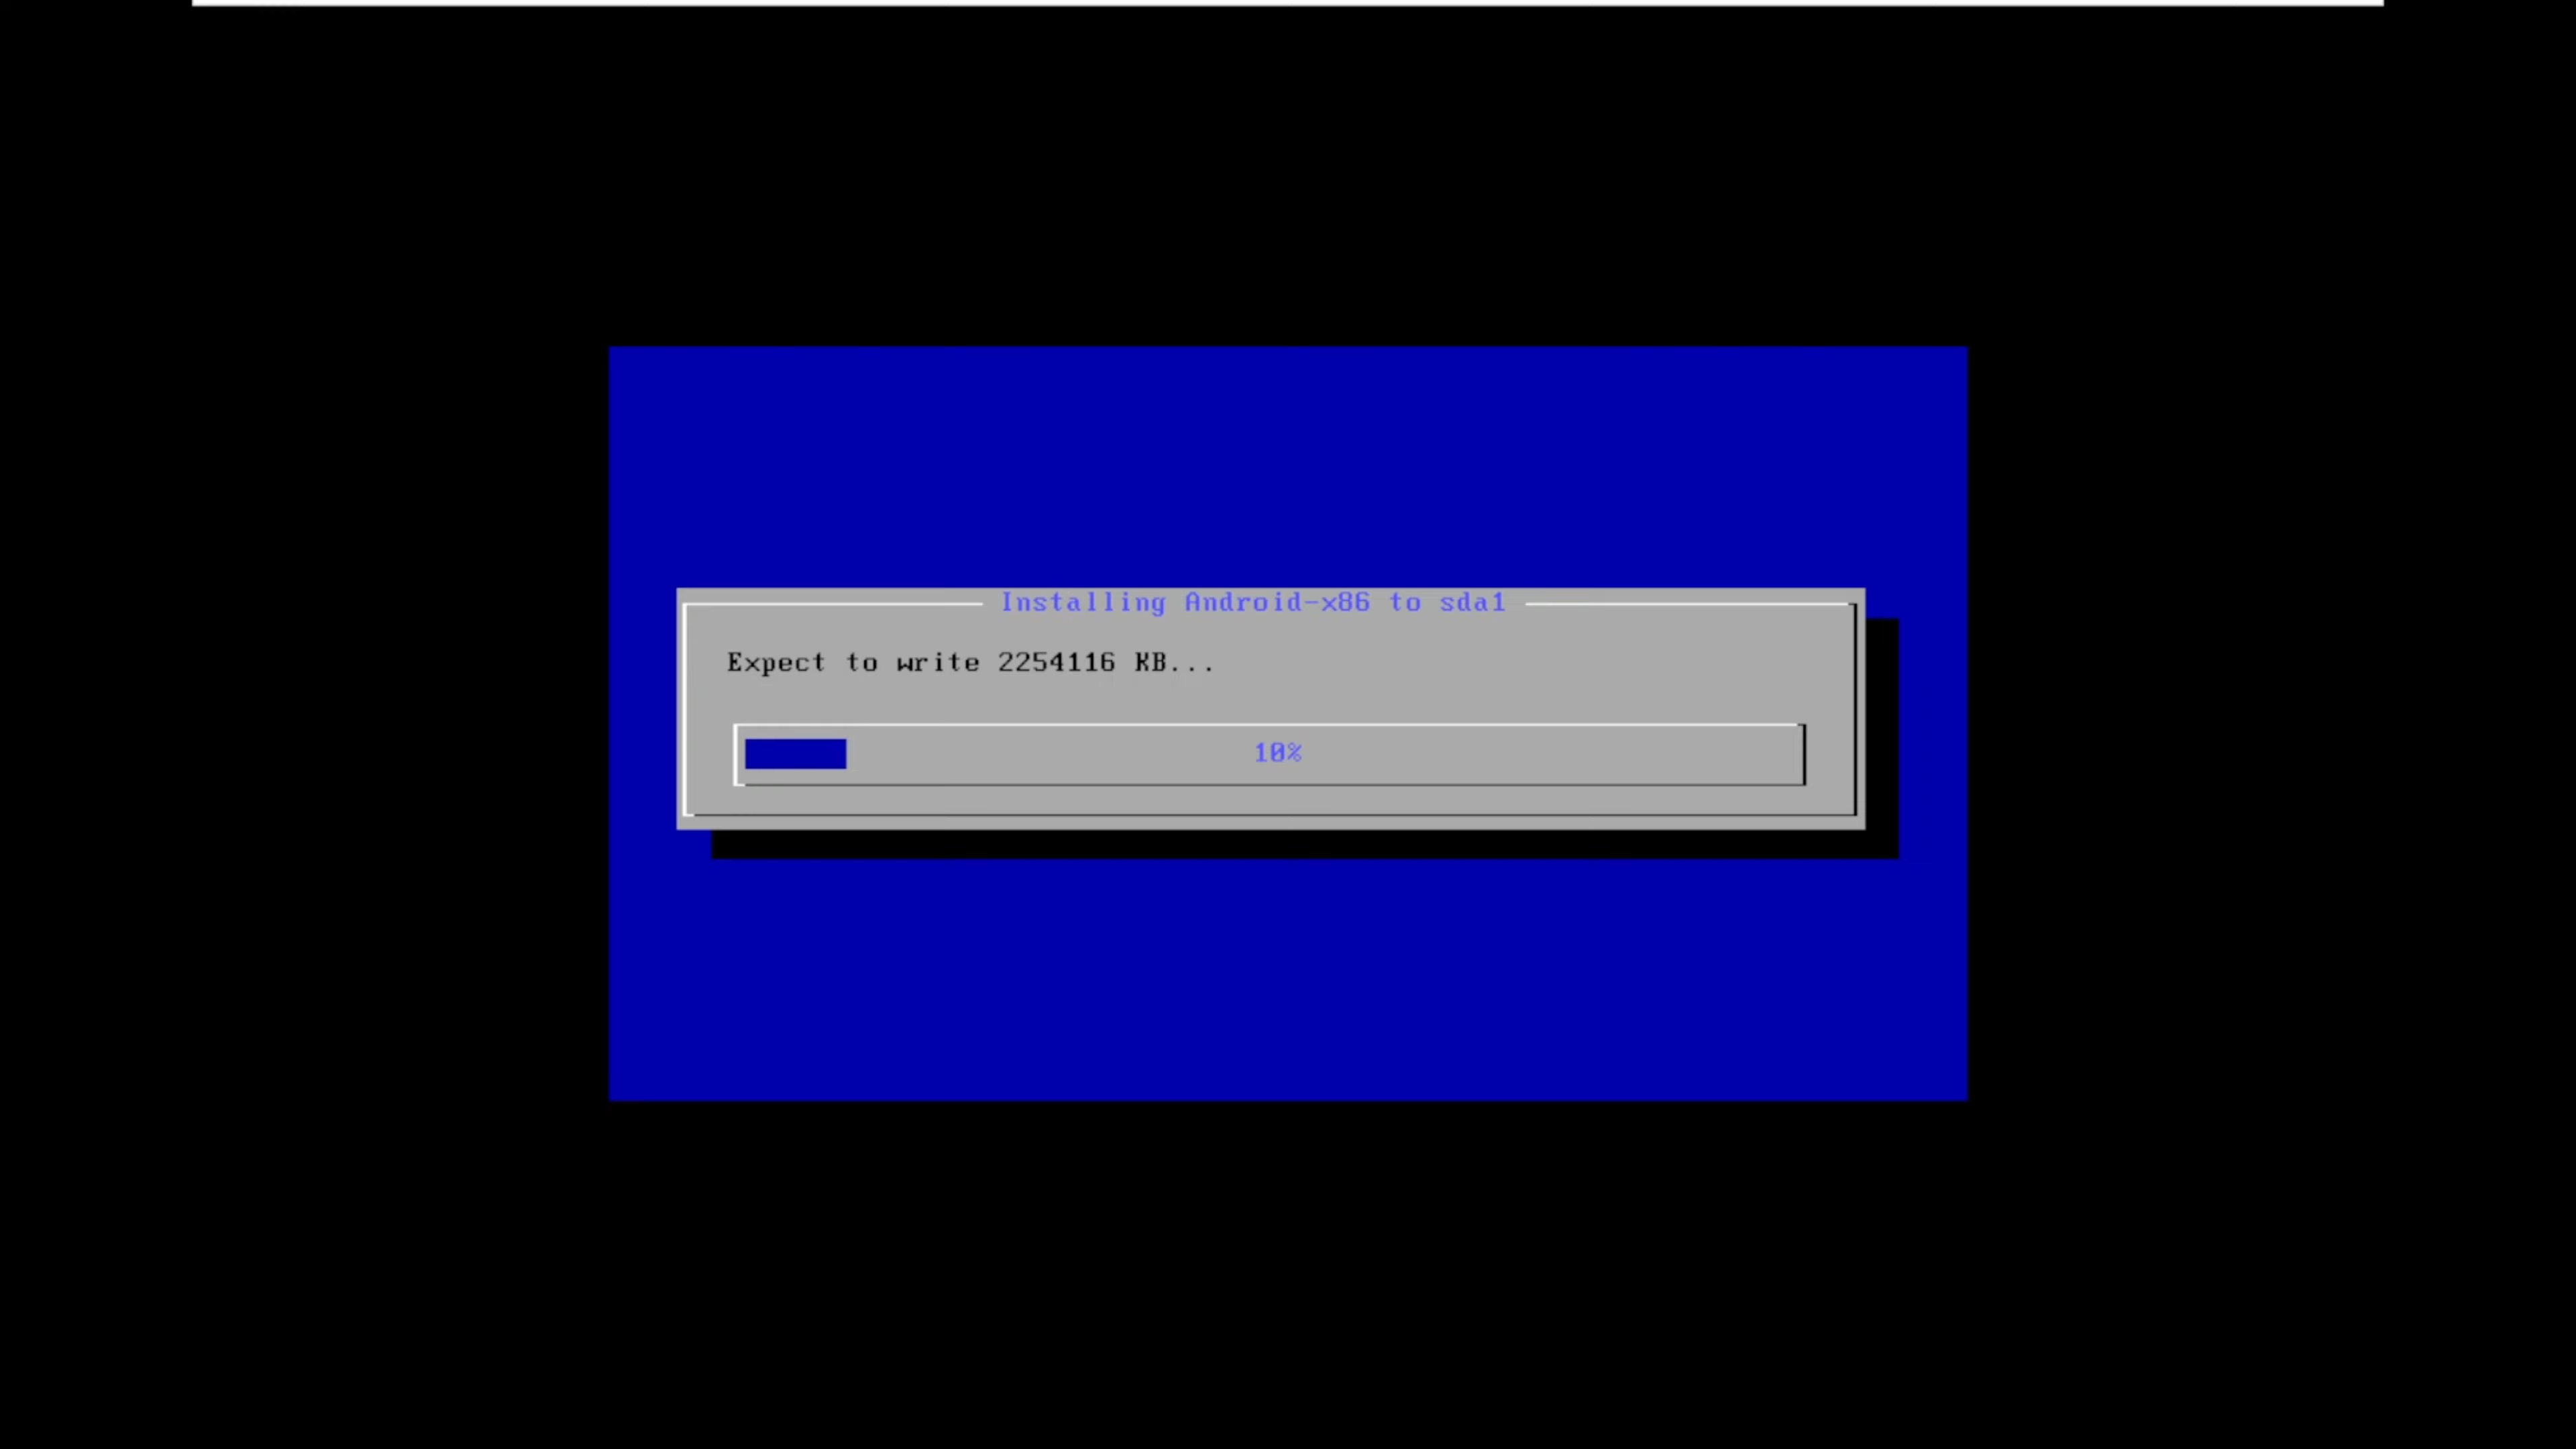 Installing Android-x86 to sda1
Expect to write 2254116 KB...
10%